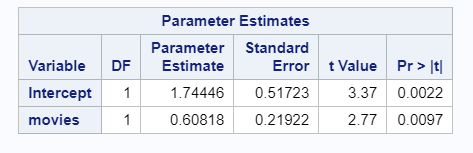 Parameter Estimates
Variable DF Parameter Estimate Standard Error t Value Pr > |t|
Intercept 1 1.74446 0.51723 3.37 0.0022
movies 1 0.60818 0.21922 2.77 0.0097